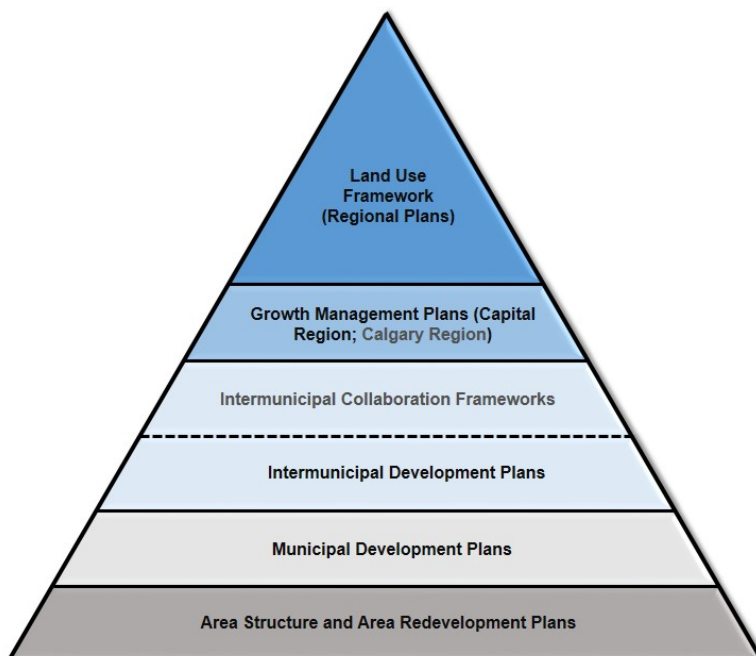 Land Use
Framework
(Regional Plans)
Growth Management Plans (Capital
Region; Calgary Region)
Intermunicipal Collaboration Frameworks
Intermunicipal Development Plans
Municipal Development Plans
Area Structure and Area Redevelopment Plans